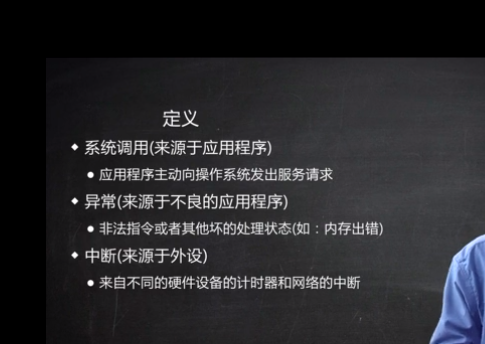 定义
系统调用(来源于应用程序)
应用程序主动向操作系统发出服务请求
异常(来源于不良的应用程序)
非法指令或者其他坏的处理状态(如：内存出错)
中断(来源于外设)
来自不同的硬件设备的计时器和网络的中断